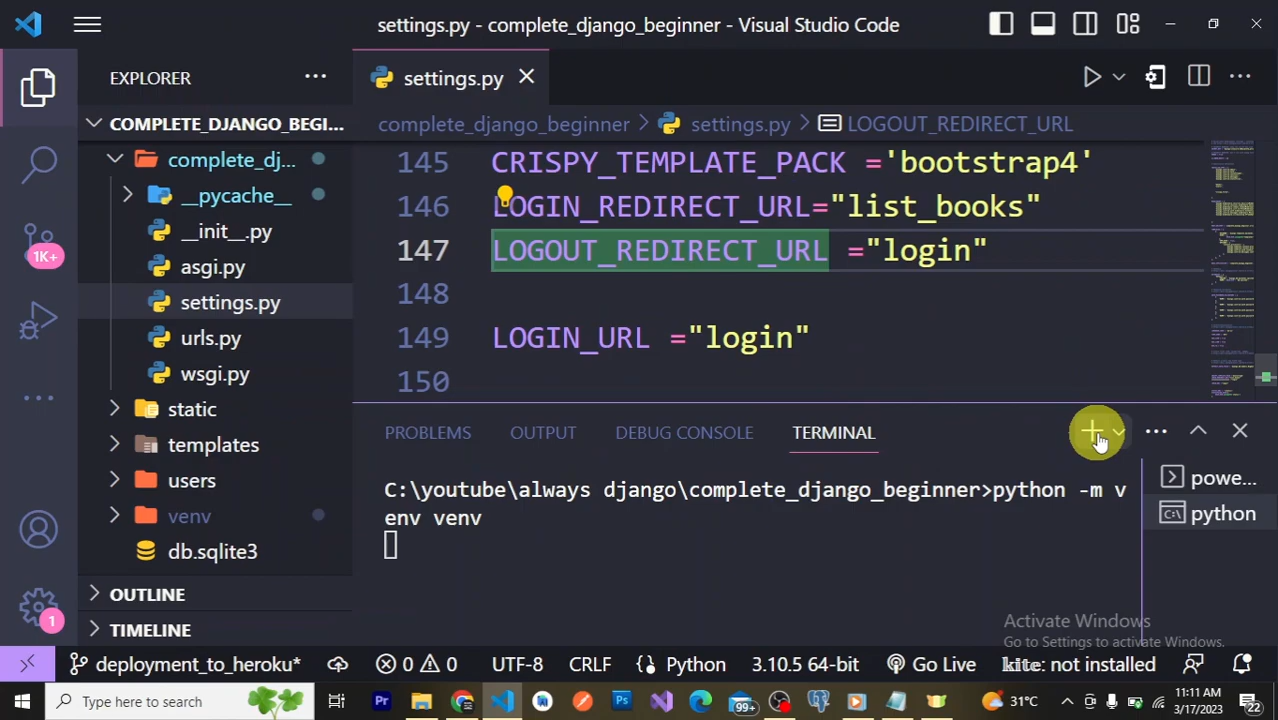 settings.py - complete_django_beginner - Visual Studio Code
EXPLORER
settings.py
COMPLETE_DJANGO_BEGI...
complete_django_beginner > settings.py > LOGOUT_REDIRECT_URL
complete_dj...
__pycache__
__init__.py
asgi.py
settings.py
urls.py
wsgi.py
static
templates
users
venv
db.sqlite3
OUTLINE
TIMELINE
1K+
1
145 CRISPY_TEMPLATE_PACK ='bootstrap4'
146 LOGIN_REDIRECT_URL="list_books"
147 LOGOUT_REDIRECT_URL ="login"
148
149 LOGIN_URL ="login"
150
PROBLEMS OUTPUT DEBUG CONSOLE TERMINAL
C:\youtube\always django\complete_django_beginner>python -m v
env venv
powe...
python
Activate Windows
Go to Settings to activate Windows.
deployment_to_heroku* 0 0 UTF-8 CRLF Python 3.10.5 64-bit Go Live kite: not installed
Type here to search
99+
31°C
11:11 AM
3/17/2023
22